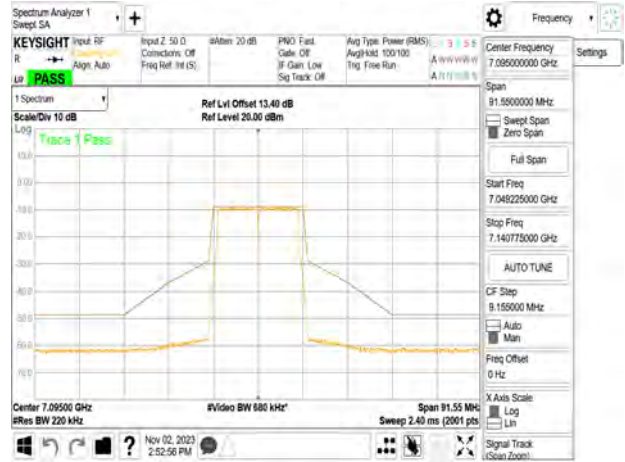 Spectrum Analyzer 1
Swept SA
+
Frequency
KEYSIGHT
Input: RF
Input Z: 50 Ω
#Atten: 20 dB
PNO: Fast
Avg Type: Power (RMS)
Corrections: Off
Gate: Off
Avg|Hold: 100/100
R
Align: Auto
Freq Ref: Int (S)
IF Gain: Low
Trig: Free Run
Sig Track: Off
PASS
1 Spectrum
Ref Lvl Offset 13.40 dB
Scale/Div 10 dB
Ref Level 20.00 dBm
Log
Trace 1 Pass
10.0
0.00
-20.0
Center 7.09500 GHz
#Video BW 680 kHz*
Span 91.55 MHz
#Res BW 220 kHz
Sweep 2.40 ms (2001 pts
Nov 02, 2023
2:52:56 PM
?
Settings
Center Frequency
7.095000000 GHz
Span
91.5500000 MHz
Swept Span
Zero Span
Full Span
Start Freq
7.049225000 GHz
Stop Freq
7.140775000 GHz
AUTO TUNE
CF Step
9.155000 MHz
Auto
Man
Freq Offset
0 Hz
X Axis Scale
Log
Lin
Signal Track
(Span Zoom)